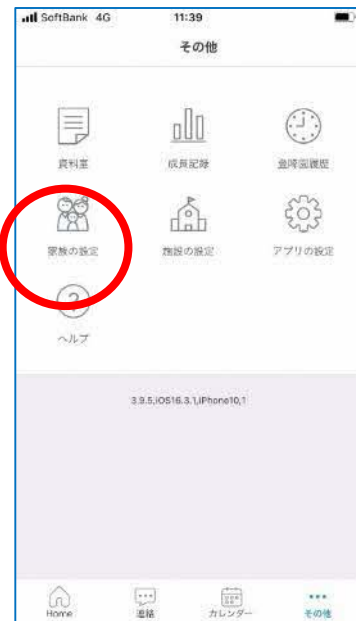 SoftBank 4G 11:39
その他
資料室 成長記録 登降園履歴
家族の設定 施設の設定 アプリの設定
?
ヘルプ
3.9.5,iOS16.3.1,iPhone10,1
Home 連絡 カレンダー その他